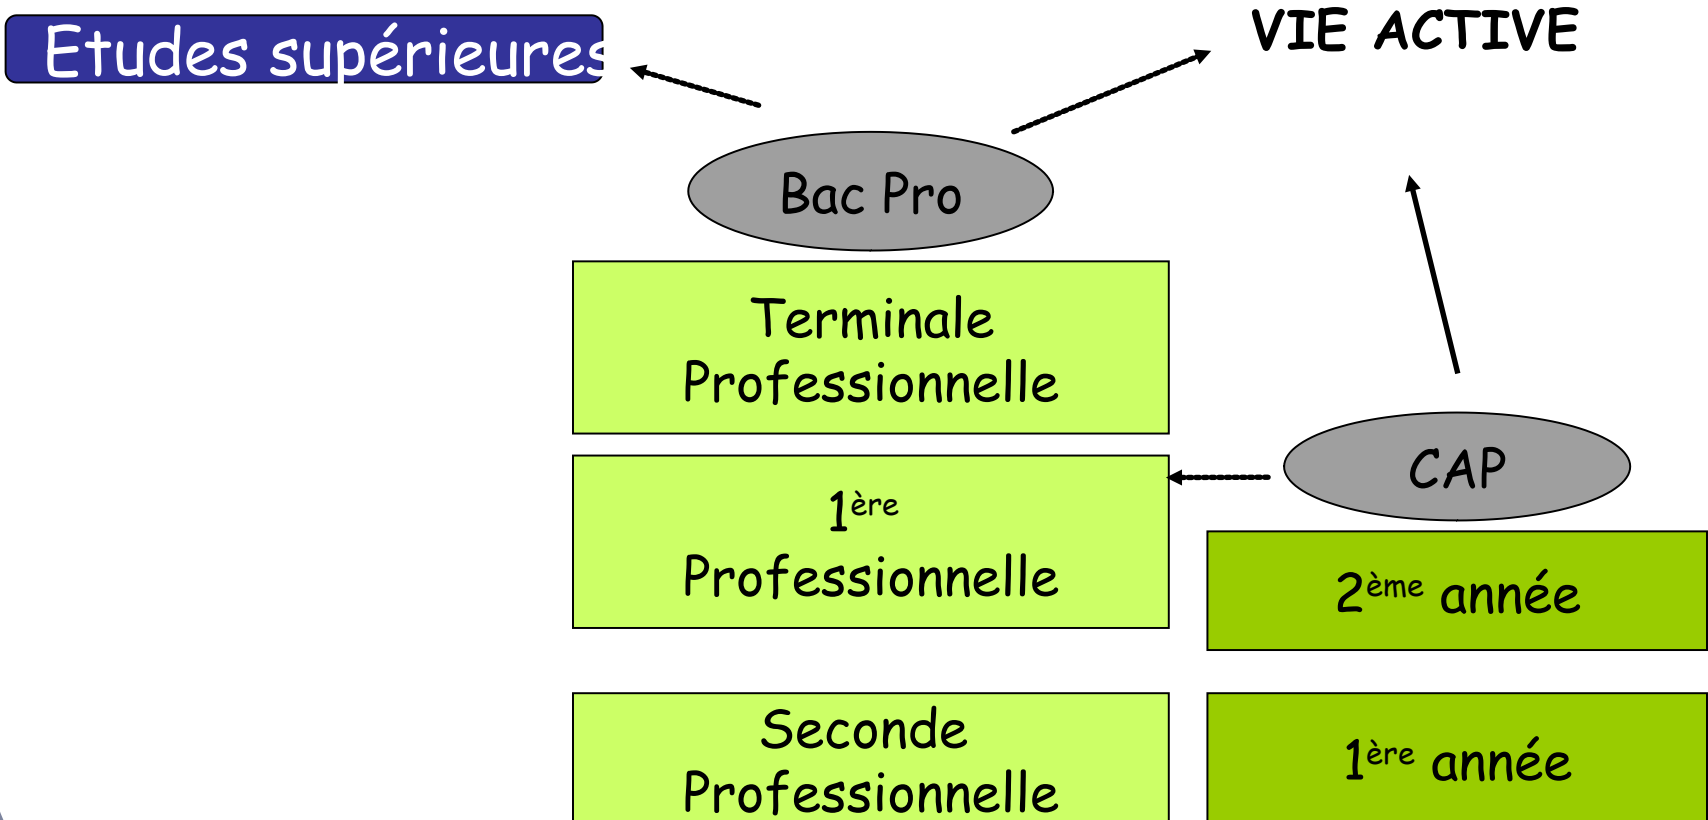 Etudes supérieures
VIE ACTIVE
Bac Pro
Terminale
Professionnelle
1ère
Professionnelle
CAP
2ème année
Seconde
Professionnelle
1ère année